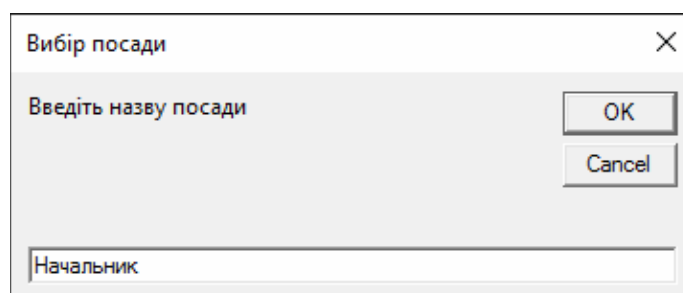 Вибір посади
Введіть назву посади
OK
Cancel
Начальник